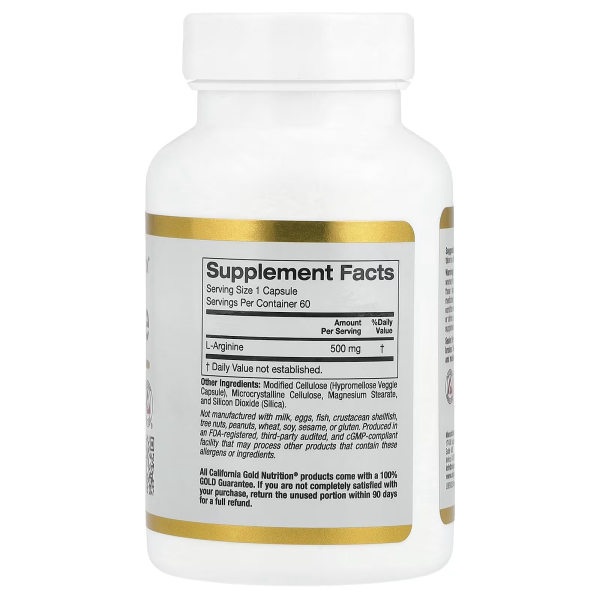 Supplement Facts
Serving Size 1 Capsule
Servings Per Container 60
Amount Per Serving %Daily Value
L-Arginine 500 mg †
† Daily Value not established.
Other Ingredients: Modified Cellulose (Hypromellose Veggie
Capsule), Microcrystalline Cellulose, Magnesium Stearate,
and Silicon Dioxide (Silica).
Not manufactured with milk, eggs, fish, crustacean shellfish,
tree nuts, peanuts, wheat, soy, sesame, or gluten. Produced in
an FDA-registered, third-party audited, and cGMP-compliant
facility that may process other products that contain these
allergens or ingredients.
All California Gold Nutrition® products come with a 100%
GOLD Guarantee. If you are not completely satisfied with
your purchase, return the unused portion within 90 days
for a full refund.